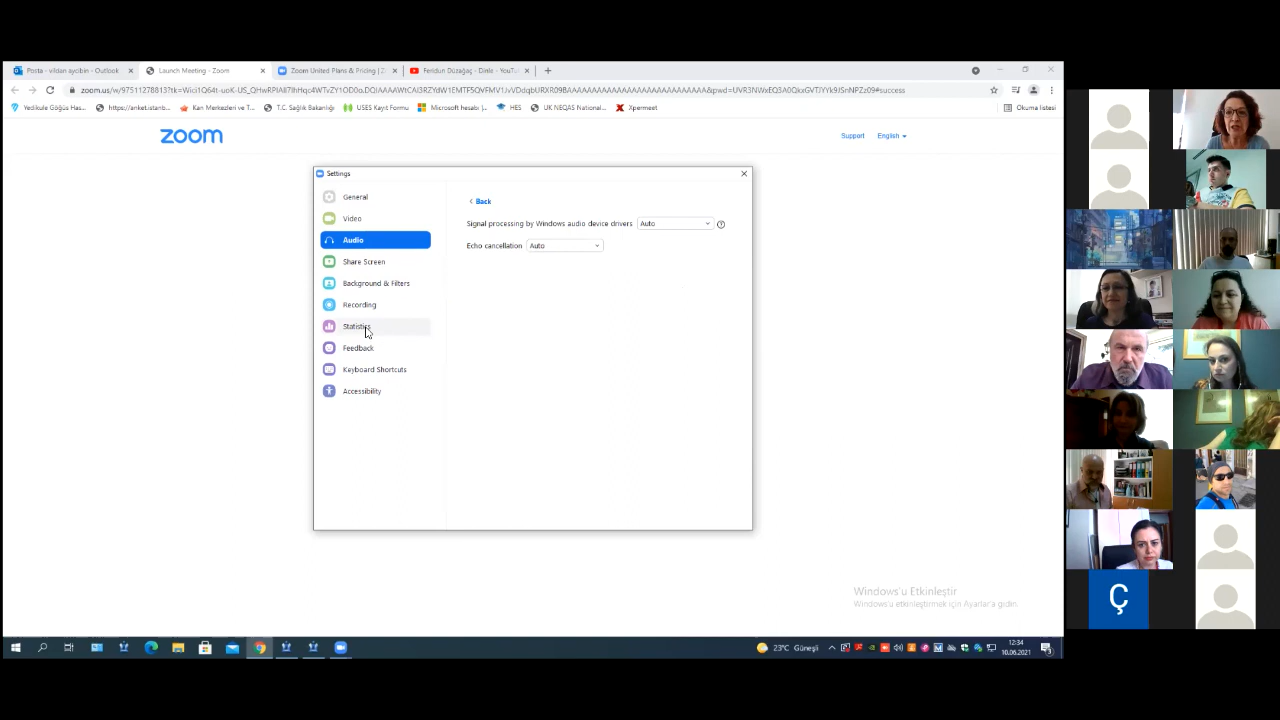 Posta - vildan aycibin - Outlook
Launch Meeting - Zoom
Zoom United Plans & Pricing | Z
Feridun Düzağaç - Dinle - YouTu
Yedikule Göğüs Has...
https://anket.istanb...
Kan Merkezleri ve T...
T.C. Sağlık Bakanlığı
USES Kayıt Formu
Microsoft hesabı |...
HES
UK NEQAS National...
Xpermeet
Okuma listesi
zoom
Support
English
Settings
General
Video
Audio
Share Screen
Background & Filters
Recording
Statistics
Feedback
Keyboard Shortcuts
Accessibility
Back
Signal processing by Windows audio device drivers
Auto
Echo cancellation
Auto
Windows'u Etkinleştir
Windows'u etkinleştirmek için Ayarlar'a gidin.
Ç
23°C Güneşli
12:34
10.06.2021